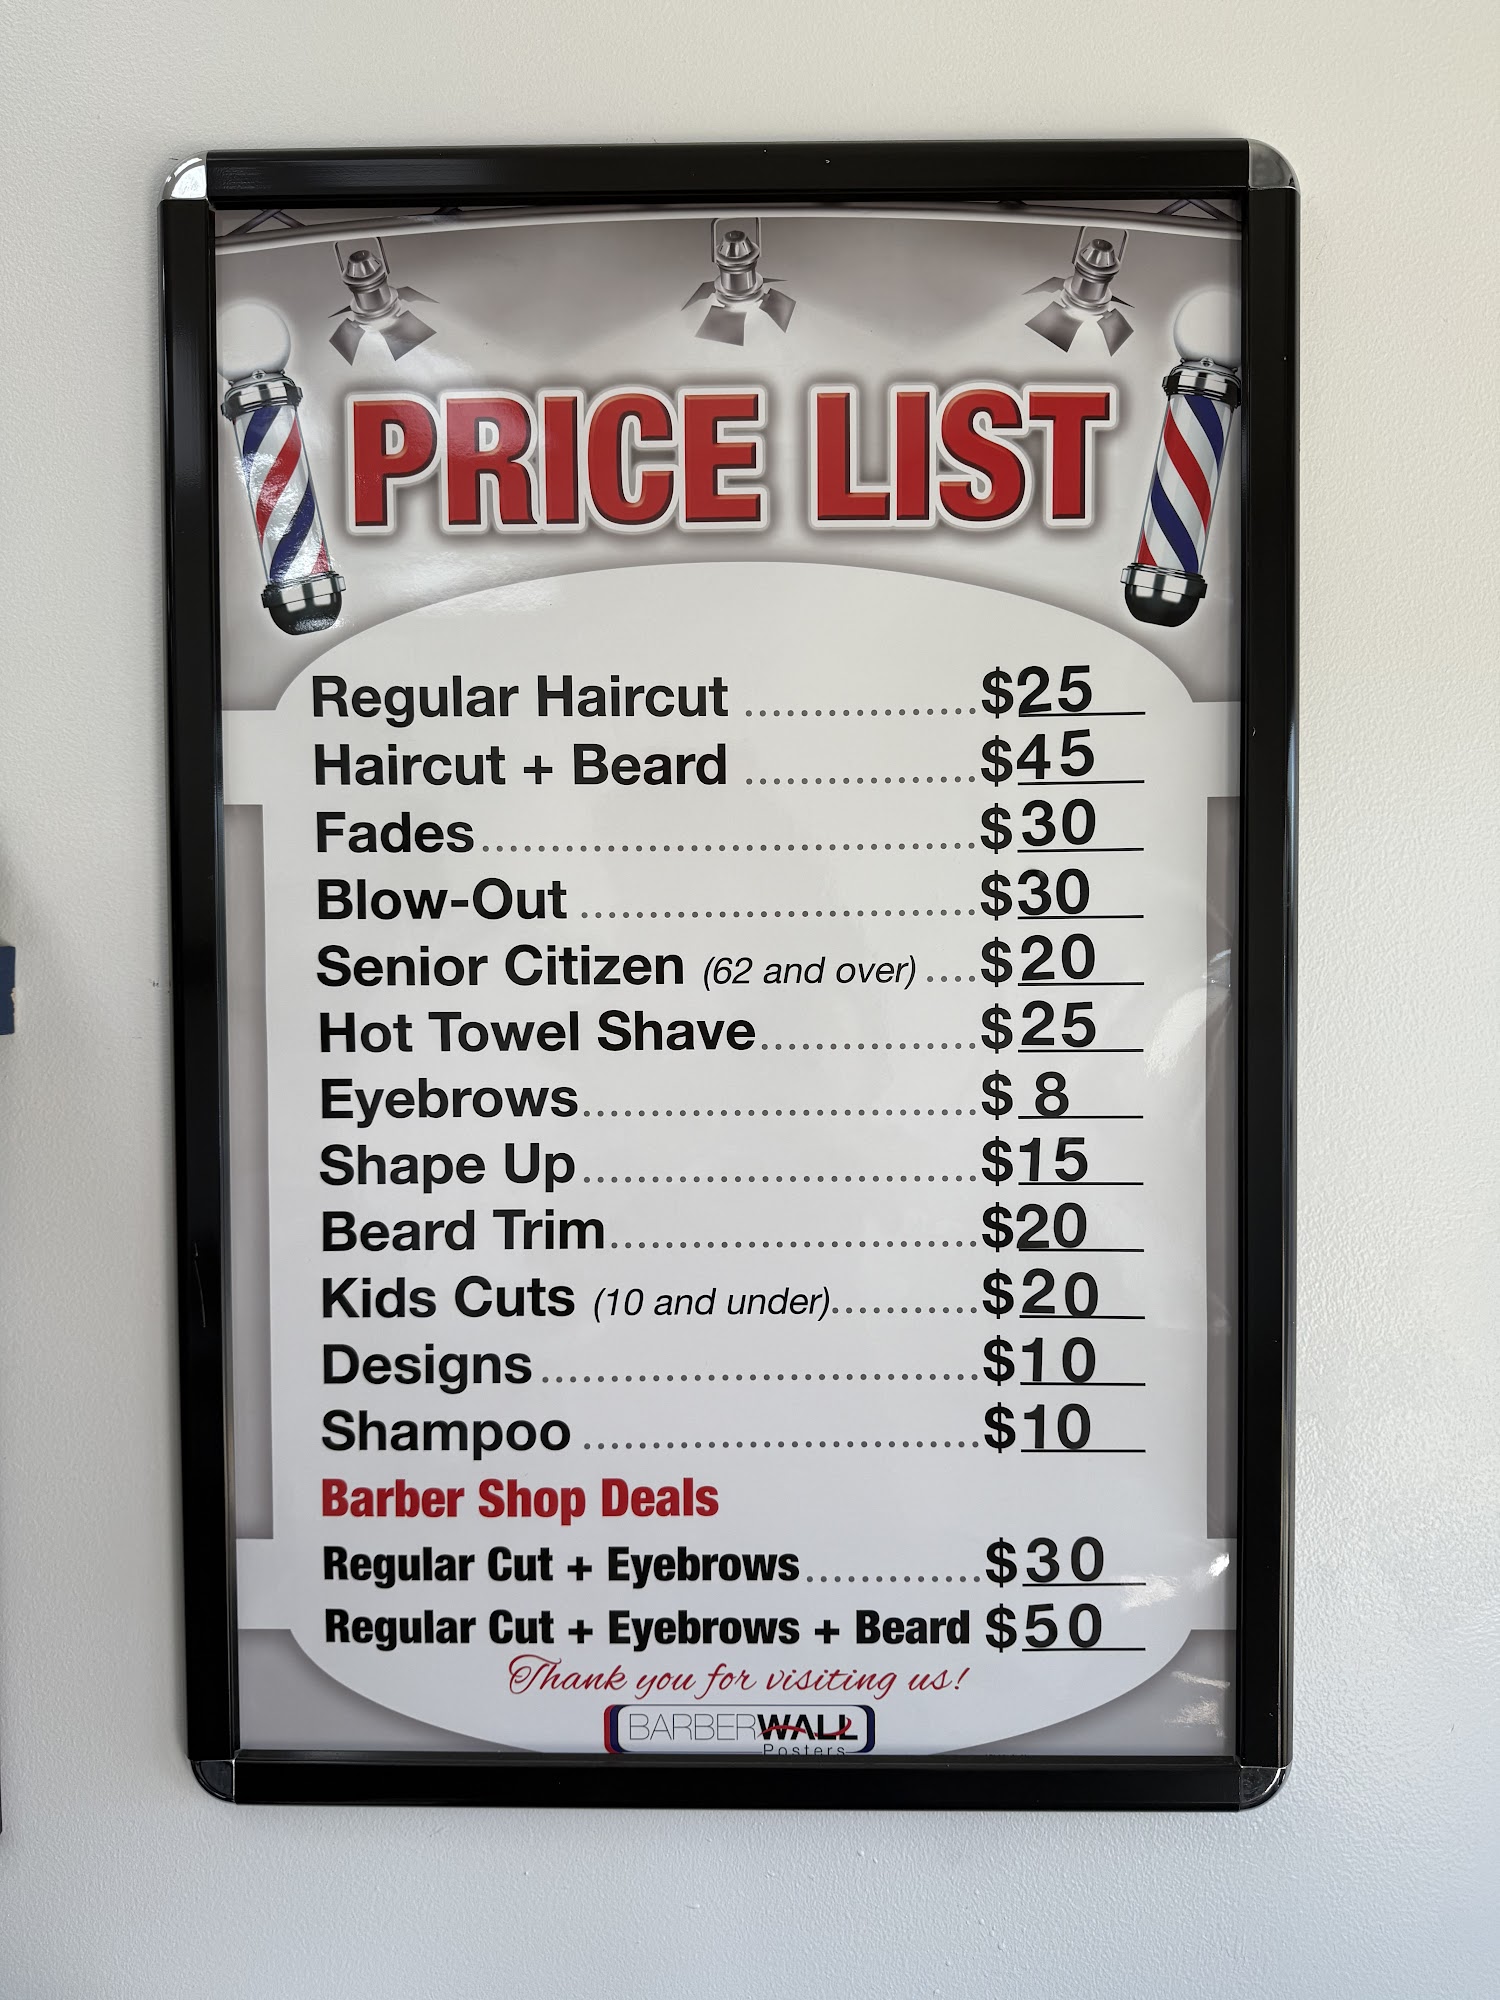 PRICE LIST
Regular Haircut ................. $25
Haircut + Beard ................. $45
Fades.................................... $30
Blow-Out ............................. $30
Senior Citizen (62 and over) .... $20
Hot Towel Shave................ $25
Eyebrows............................. $ 8
Shape Up............................. $15
Beard Trim........................... $20
Kids Cuts (10 and under)........... $20
Designs ................................ $10
Shampoo ............................. $10
Barber Shop Deals
Regular Cut + Eyebrows............. $30
Regular Cut + Eyebrows + Beard $50
Thank you for visiting us!
BARBERWALL
Posters